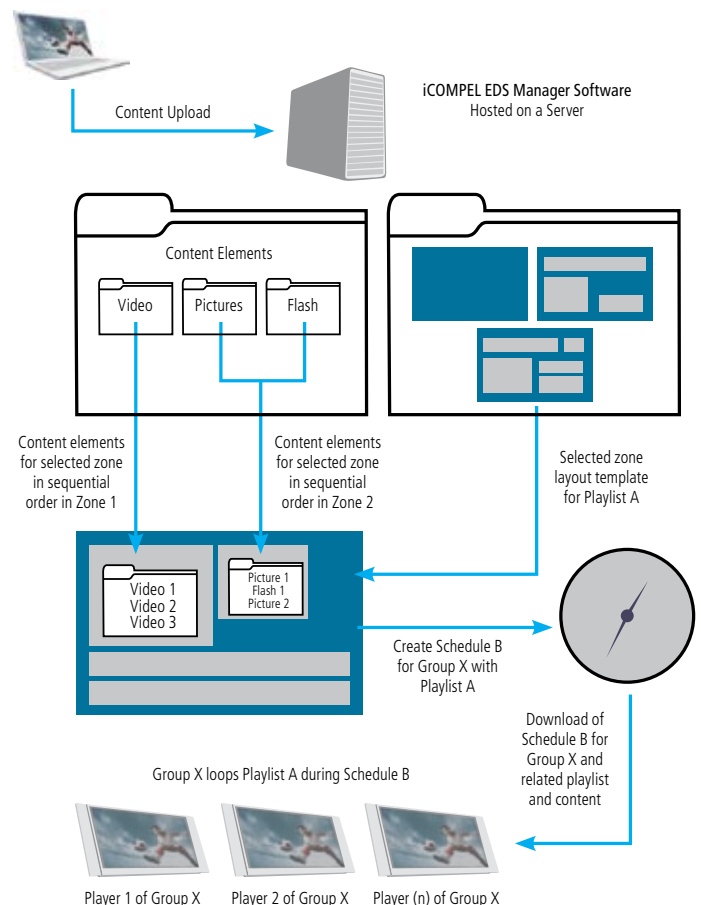 Content Upload
iCOMPEL EDS Manager Software
Hosted on a Server
Content Elements
Video
Pictures
Flash
Content elements
for selected zone
in sequential
order in Zone 1
Content elements
for selected zone
in sequential
order in Zone 2
Selected zone
layout template
for Playlist A
Video 1
Video 2
Video 3
Picture 1
Flash 1
Picture 2
Create Schedule B
for Group X with
Playlist A
Download of
Schedule B for
Group X and
related playlist
and content
Group X loops Playlist A during Schedule B
Player 1 of Group X
Player 2 of Group X
Player (n) of Group X